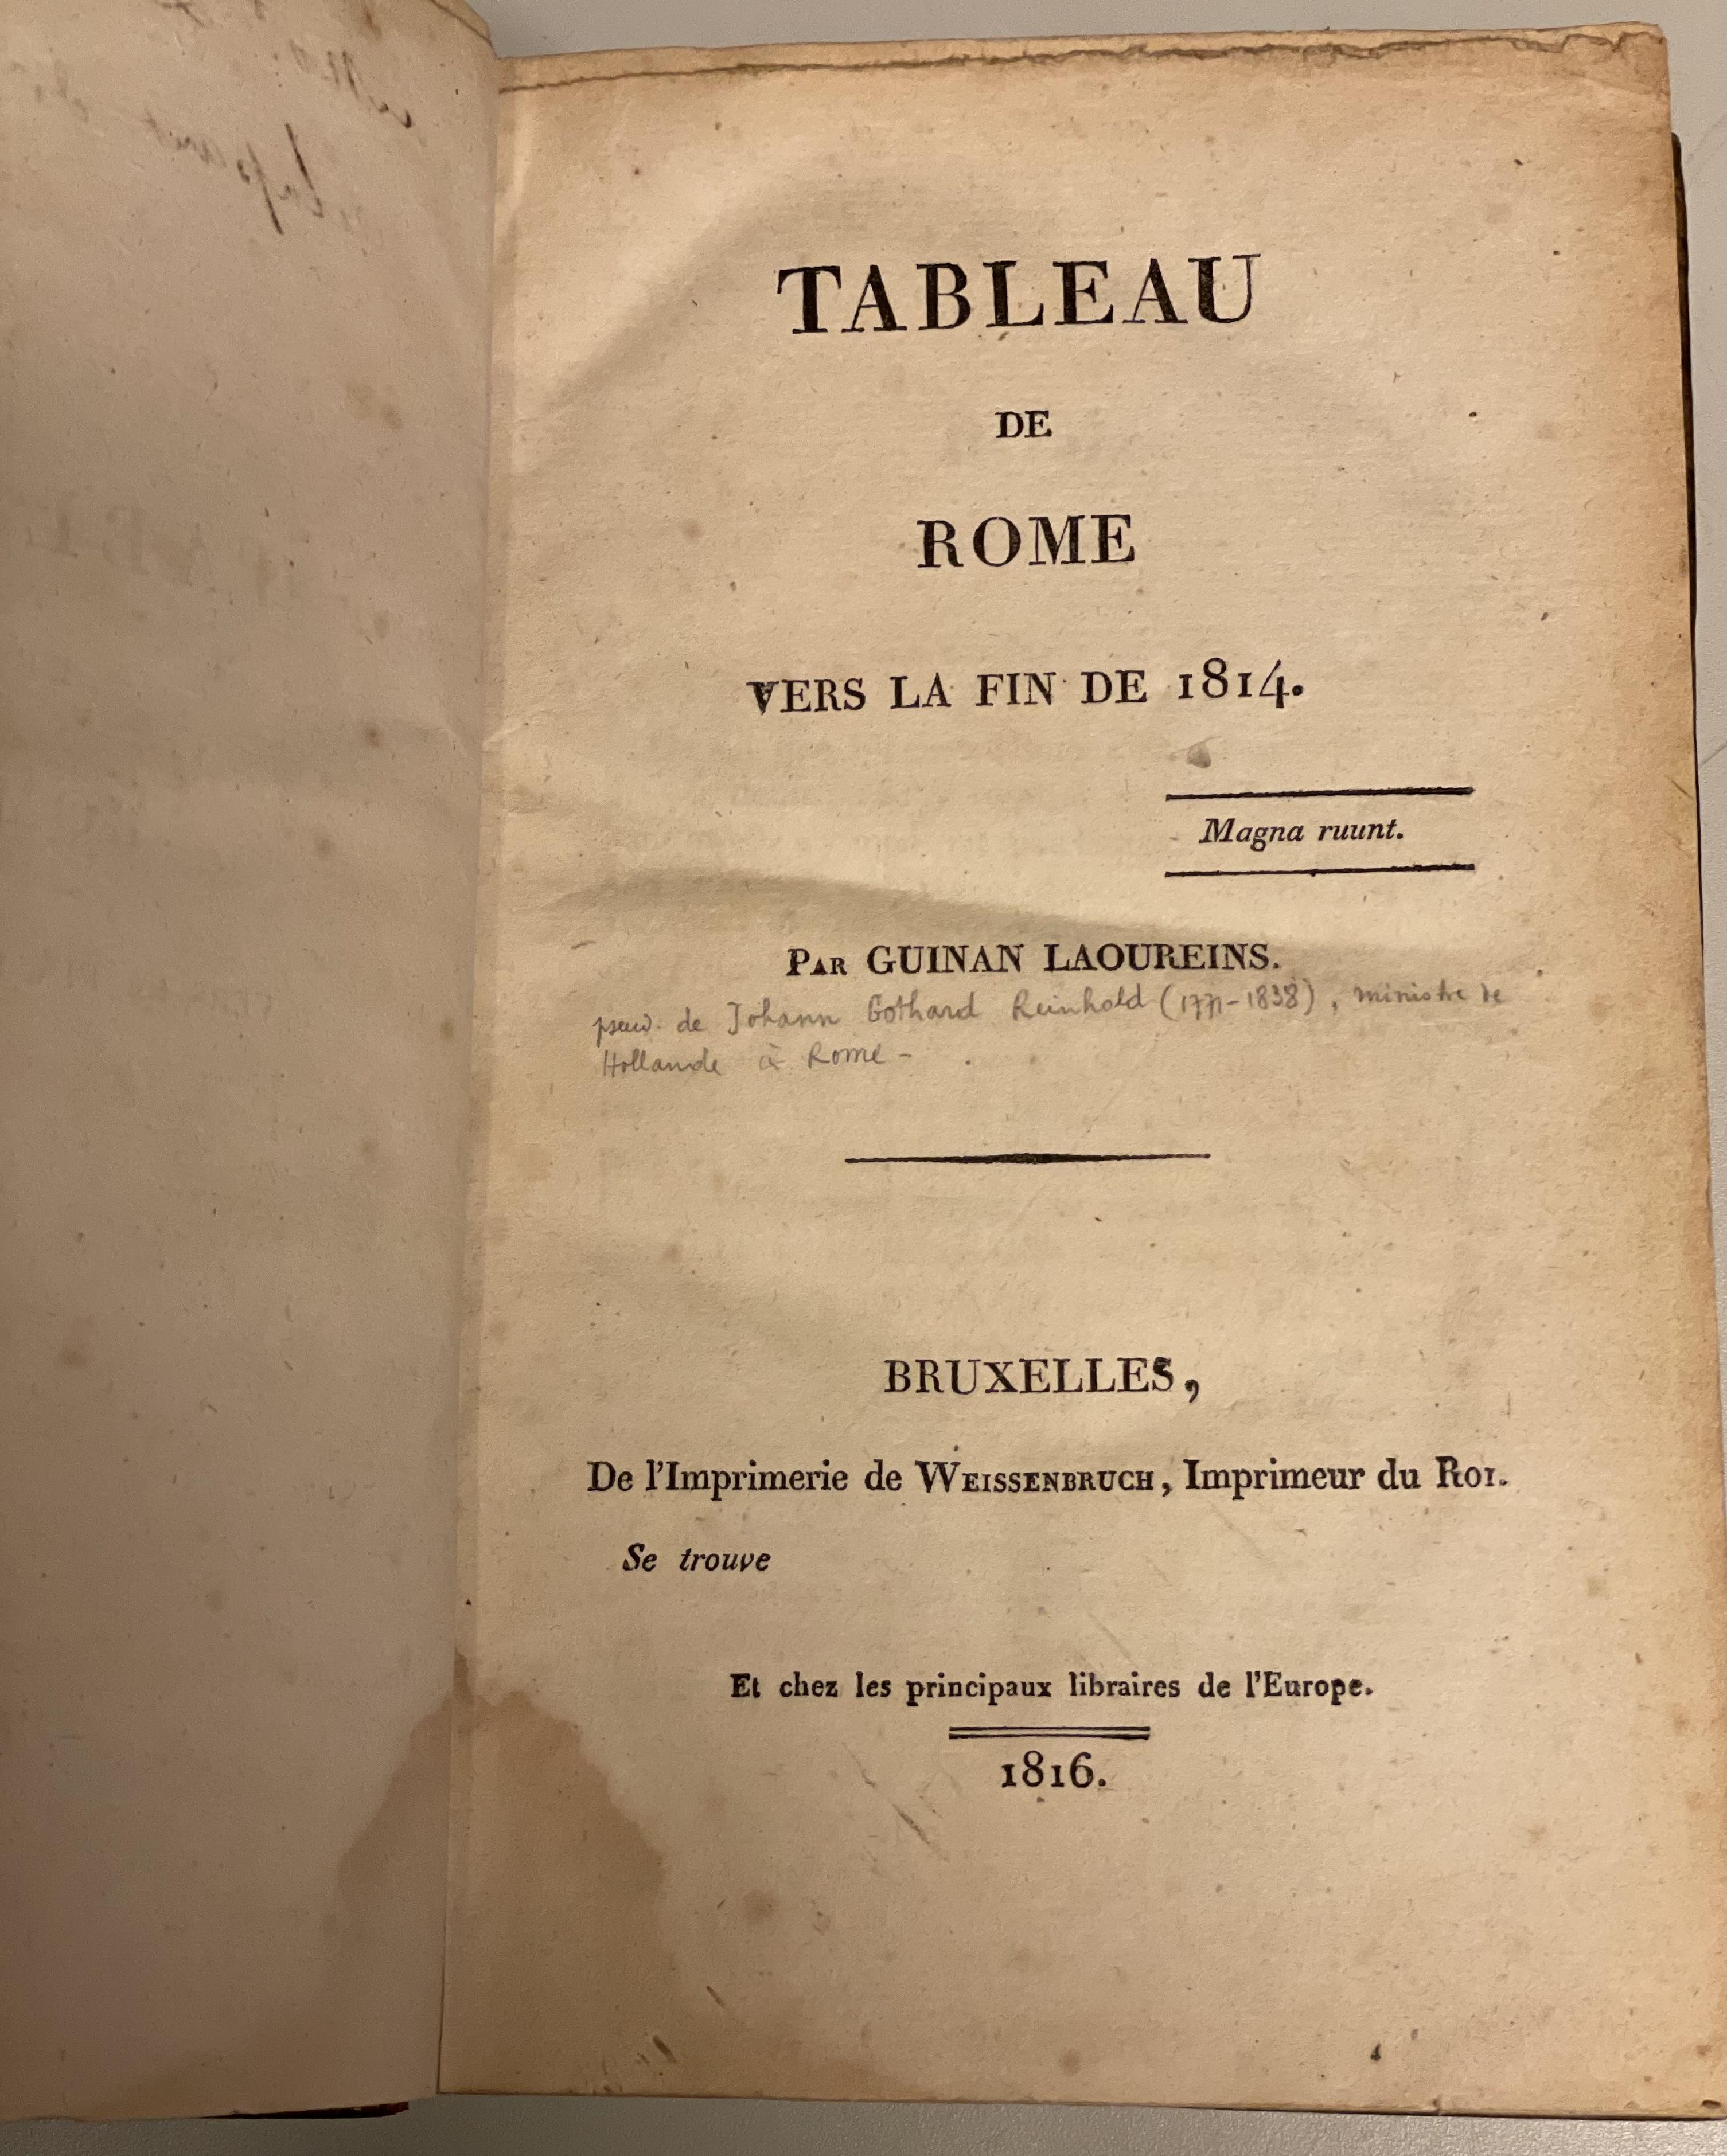 TABLEAU
DE
ROME
VERS LA FIN DE 1814.
Magna ruunt.
PAR GUINAN LAOUREINS.
pseud. de Johann Gothard Reinhold (1771-1838), ministre de
Hollande à Rome -
BRUXELLES,
De l'Imprimerie de WEISSENBRUCH, Imprimeur du ROI.
Se trouve
Et chez les principaux libraires de l'Europe.
1816.